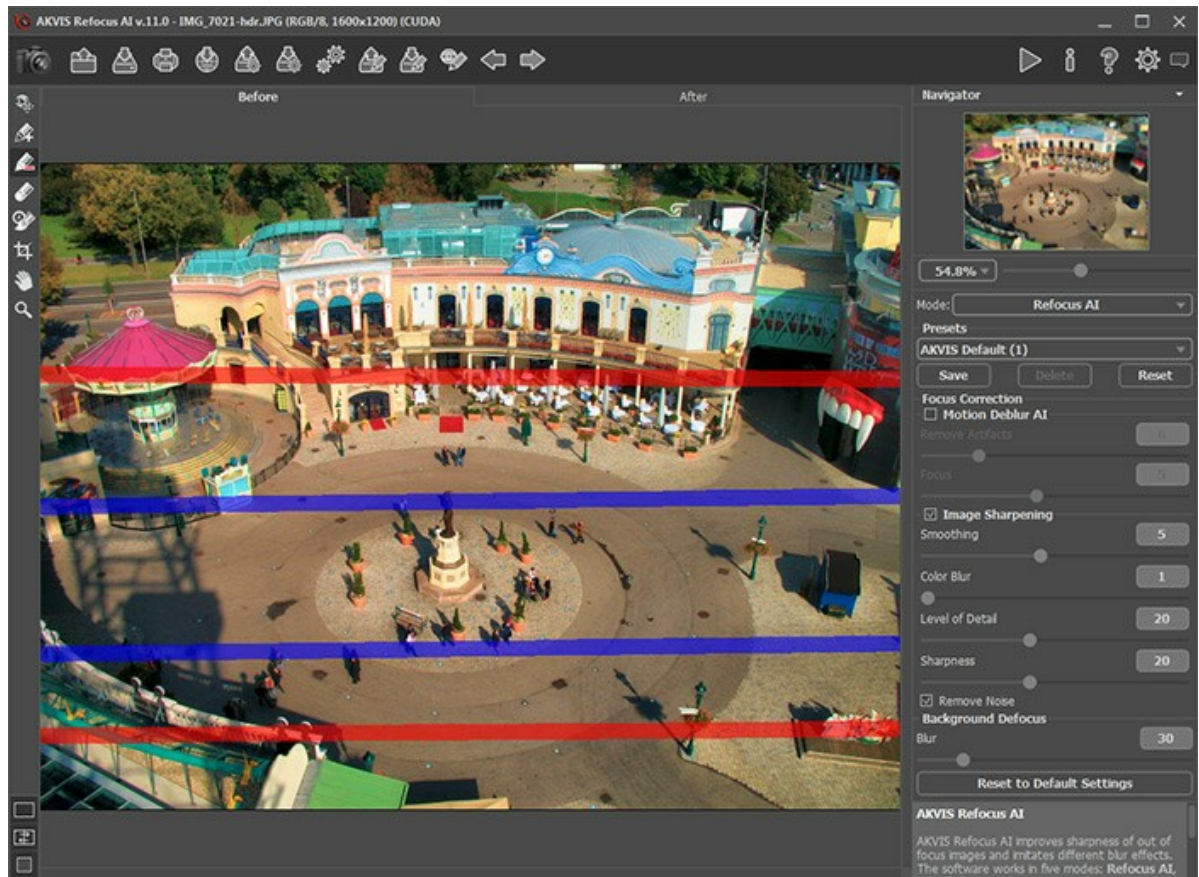 AKVIS Refocus AI v.11.0 - IMG_7021-hdr.JPG (RGB/8, 1600x1200) (CUDA)
Before
After
Navigator
54.8%
Mode:
Refocus AI
Presets
AKVIS Default (1)
Save
Delete
Reset
Focus Correction
Motion Deblur AI
Remove Artifacts
6
Focus
5
Image Sharpening
Smoothing
5
Color Blur
1
Level of Detail
20
Sharpness
20
Remove Noise
Background Defocus
Blur
30
Reset to Default Settings
AKVIS Refocus AI
AKVIS Refocus AI improves sharpness of out of
focus images and imitates different blur effects.
The software works in five modes: Refocus AI,